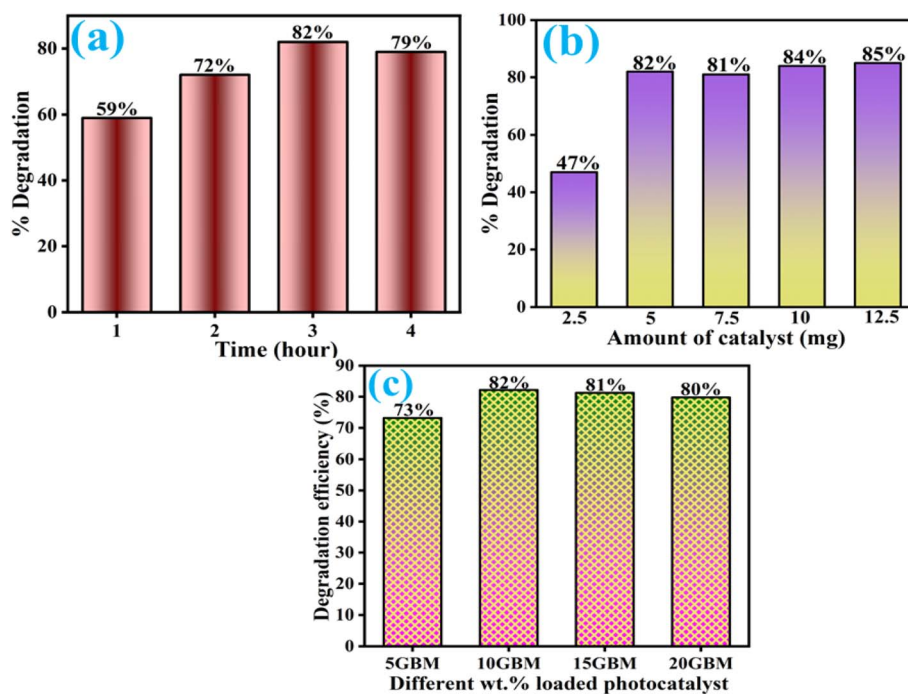 (a)
% Degradation
80
60
40
20
0
59%
72%
82%
79%
1 2 3 4
Time (hour)
(b)
% Degradation
100
80
60
40
20
0
47%
82%
81%
84%
85%
2.5 5 7.5 10 12.5
Amount of catalyst (mg)
(c)
Degradation efficiency (%)
90
80
70
60
50
40
30
20
10
0
73%
82%
81%
80%
5GBM 10GBM 15GBM 20GBM
Different wt.% loaded photocatalyst